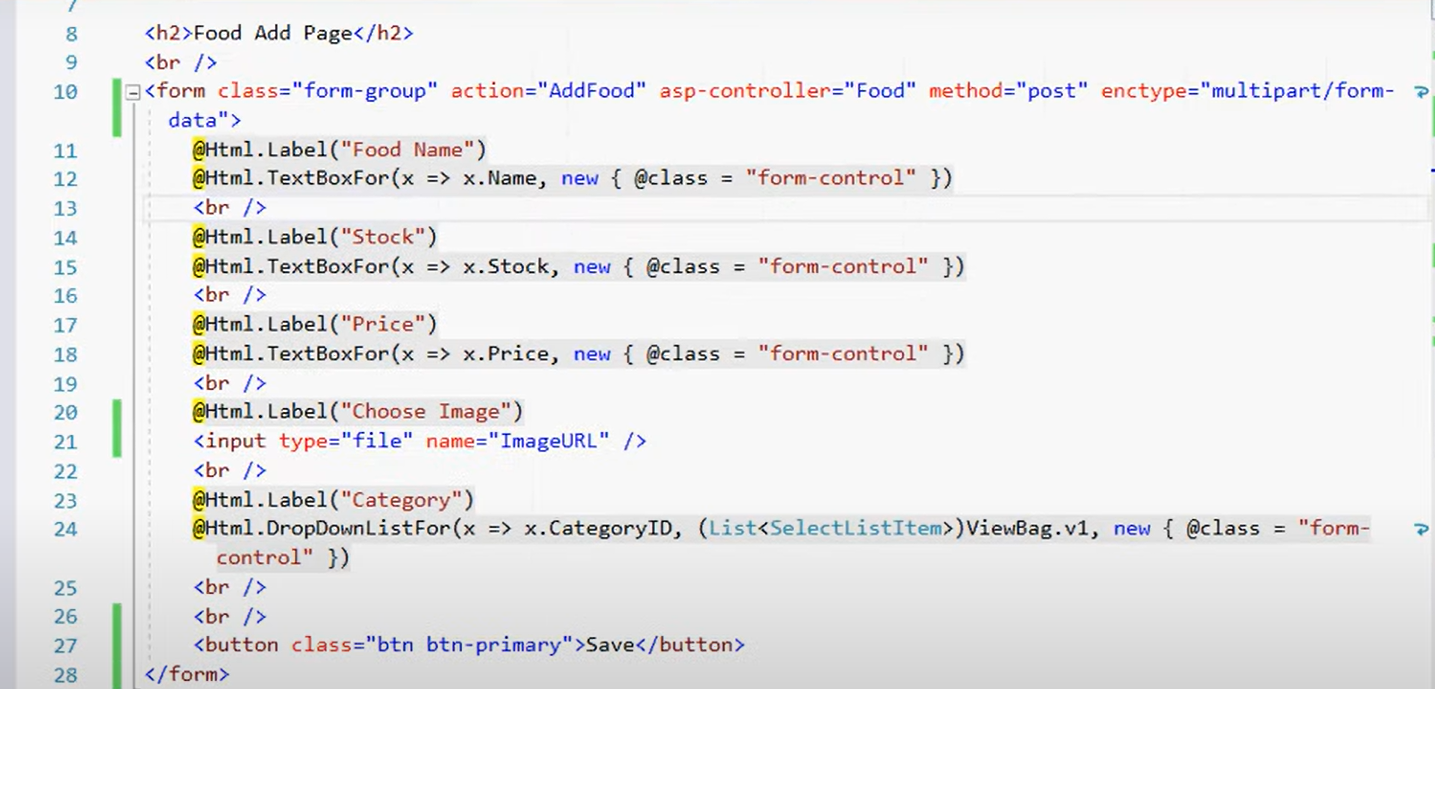 7
8 <h2>Food Add Page</h2>
9 <br />
10 <form class="form-group" action="AddFood" asp-controller="Food" method="post" enctype="multipart/form-
data">
11 @Html.Label("Food Name")
12 @Html.TextBoxFor(x => x.Name, new { @class = "form-control" })
13 <br />
14 @Html.Label("Stock")
15 @Html.TextBoxFor(x => x.Stock, new { @class = "form-control" })
16 <br />
17 @Html.Label("Price")
18 @Html.TextBoxFor(x => x.Price, new { @class = "form-control" })
19 <br />
20 @Html.Label("Choose Image")
21 <input type="file" name="ImageURL" />
22 <br />
23 @Html.Label("Category")
24 @Html.DropDownListFor(x => x.CategoryID, (List<SelectListItem>)ViewBag.v1, new { @class = "form-
control" })
25 <br />
26 <br />
27 <button class="btn btn-primary">Save</button>
28 </form>